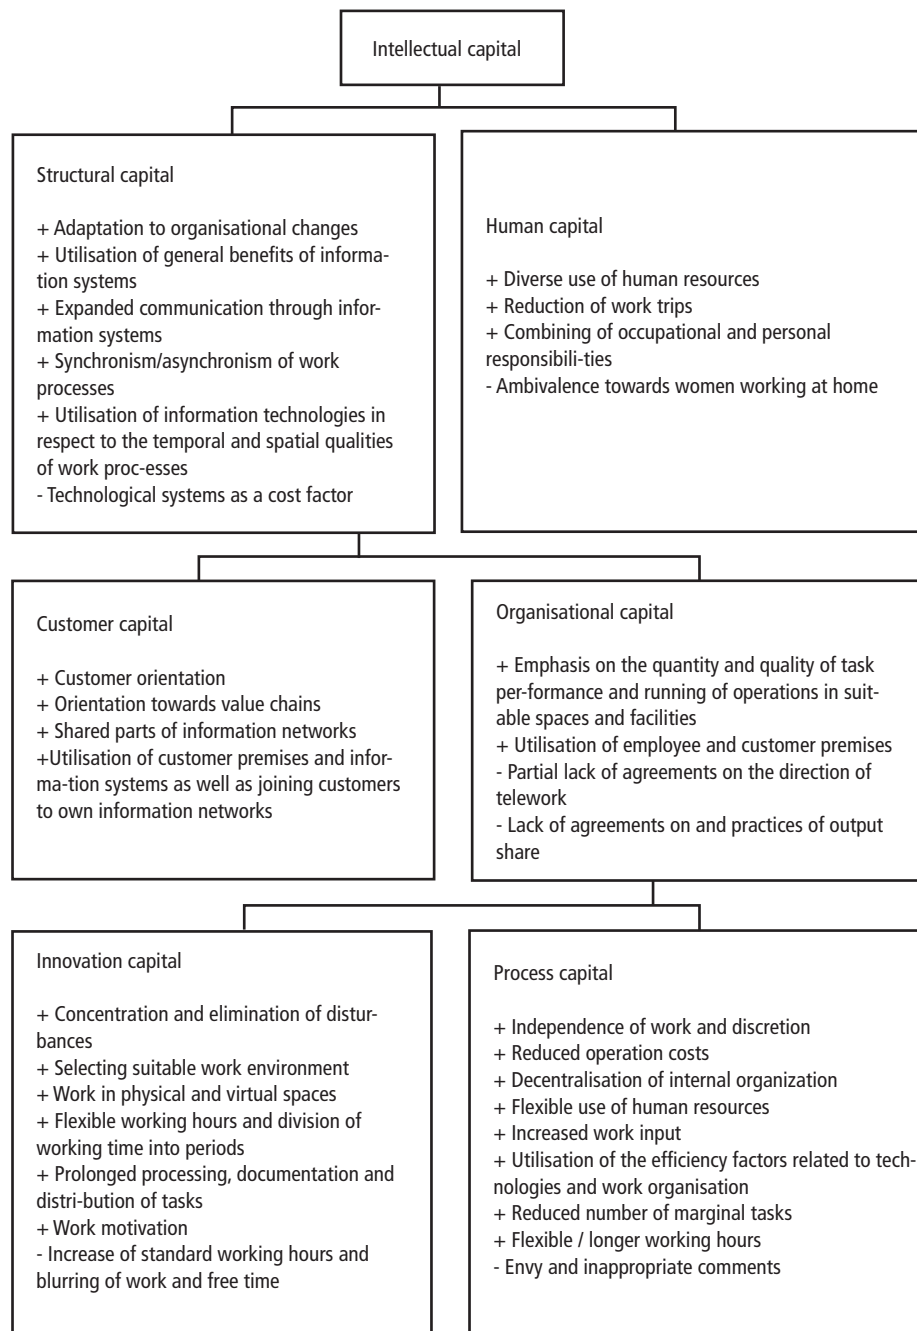 Intellectual capital
Structural capital
+ Adaptation to organisational changes
+ Utilisation of general benefits of informa-
tion systems
+ Expanded communication through infor-
mation systems
+ Synchronism/asynchronism of work
processes
+ Utilisation of information technologies in
respect to the temporal and spatial qualities
of work proc-esses
- Technological systems as a cost factor
Human capital
+ Diverse use of human resources
+ Reduction of work trips
+ Combining of occupational and personal
responsibili-ties
- Ambivalence towards women working at home
Customer capital
+ Customer orientation
+ Orientation towards value chains
+ Shared parts of information networks
+Utilisation of customer premises and infor-
ma-tion systems as well as joining customers
to own information networks
Organisational capital
+ Emphasis on the quantity and quality of task
per-formance and running of operations in suit-
able spaces and facilities
+ Utilisation of employee and customer premises
- Partial lack of agreements on the direction of
telework
- Lack of agreements on and practices of output
share
Innovation capital
+ Concentration and elimination of distur-
bances
+ Selecting suitable work environment
+ Work in physical and virtual spaces
+ Flexible working hours and division of
working time into periods
+ Prolonged processing, documentation and
distri-bution of tasks
+ Work motivation
- Increase of standard working hours and
blurring of work and free time
Process capital
+ Independence of work and discretion
+ Reduced operation costs
+ Decentralisation of internal organization
+ Flexible use of human resources
+ Increased work input
+ Utilisation of the efficiency factors related to tech-
nologies and work organisation
+ Reduced number of marginal tasks
+ Flexible / longer working hours
- Envy and inappropriate comments